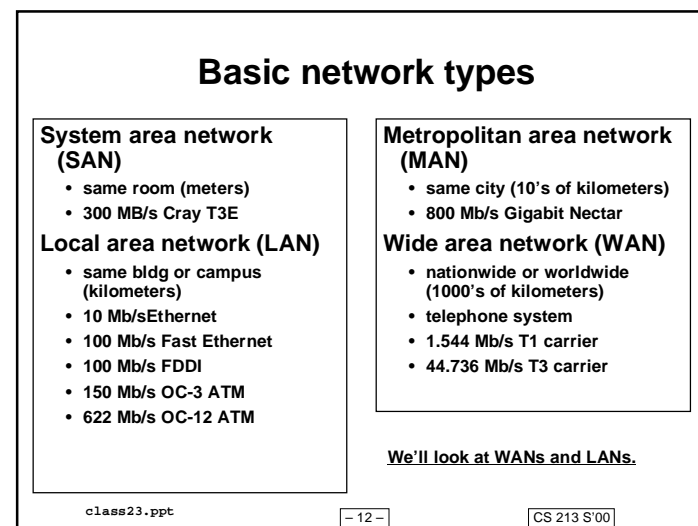 Basic network types
System area network
(SAN)
• same room (meters)
• 300 MB/s Cray T3E
Local area network (LAN)
• same bldg or campus
(kilometers)
• 10 Mb/sEthernet
• 100 Mb/s Fast Ethernet
• 100 Mb/s FDDI
• 150 Mb/s OC-3 ATM
• 622 Mb/s OC-12 ATM
Metropolitan area network
(MAN)
• same city (10's of kilometers)
• 800 Mb/s Gigabit Nectar
Wide area network (WAN)
• nationwide or worldwide
(1000's of kilometers)
• telephone system
• 1.544 Mb/s T1 carrier
• 44.736 Mb/s T3 carrier
We'll look at WANs and LANs.
class23.ppt
– 12 –
CS 213 S'00